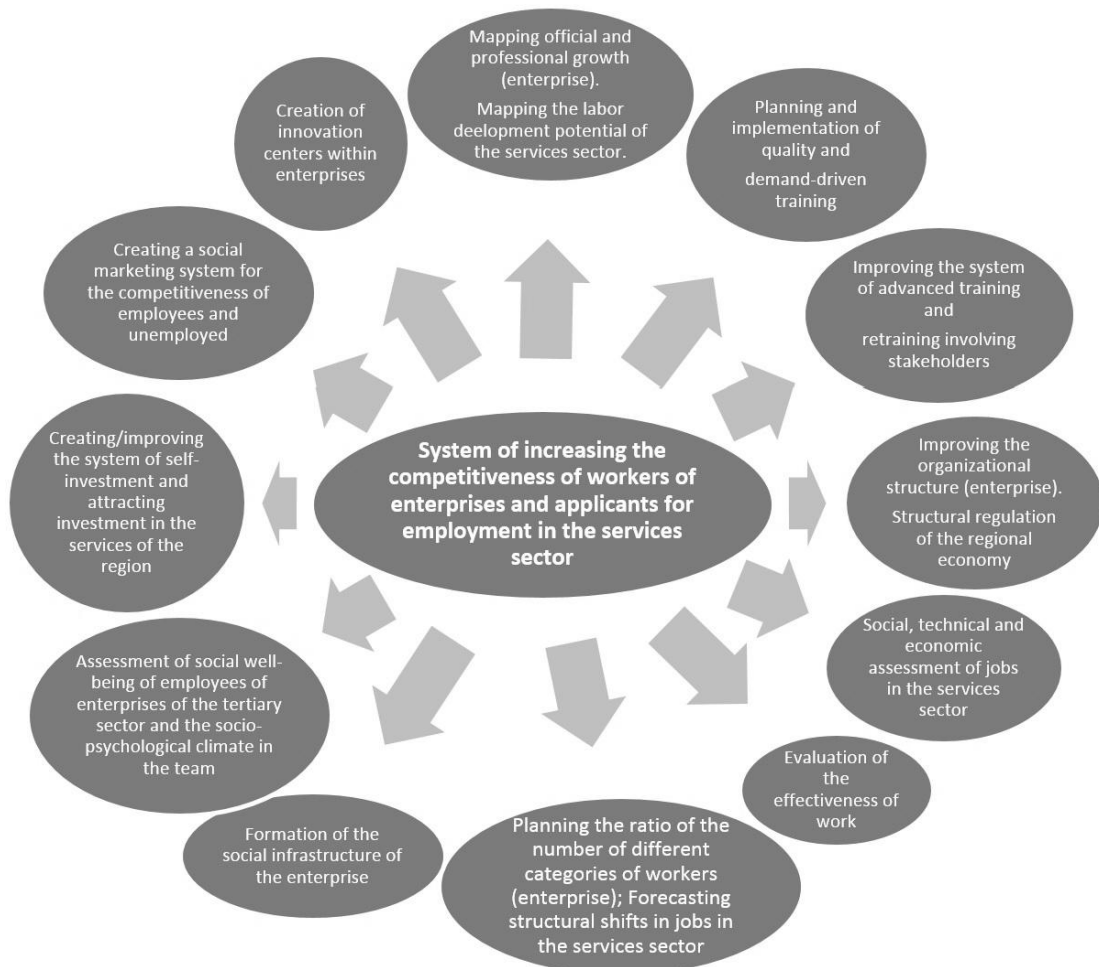 Mapping official and
professional growth
(enterprise).
Mapping the labor
deelopment potential of
the services sector.
Planning and
implementation of
quality and
demand-driven
training
Improving the system
of advanced training
and
retraining involving
stakeholders
Improving the
organizational
structure (enterprise).
Structural regulation
of the regional
economy
Social, technical and
economic
assessment of jobs
in the services
sector
Evaluation of
the
effectiveness of
work
Planning the ratio of the
number of different
categories of workers
(enterprise); Forecasting
structural shifts in jobs in
the services sector
Formation of the
social infrastructure of
the enterprise
Assessment of social well-
being of employees of
enterprises of the tertiary
sector and the socio-
psychological climate in
the team
Creating/improving
the system of self-
investment and
attracting
investment in the
services of the
region
Creating a social
marketing system for
the competitiveness of
employees and
unemployed
Creation of
innovation
centers within
enterprises
System of increasing the
competitiveness of workers
of enterprises and applicants
for employment in the services
sector